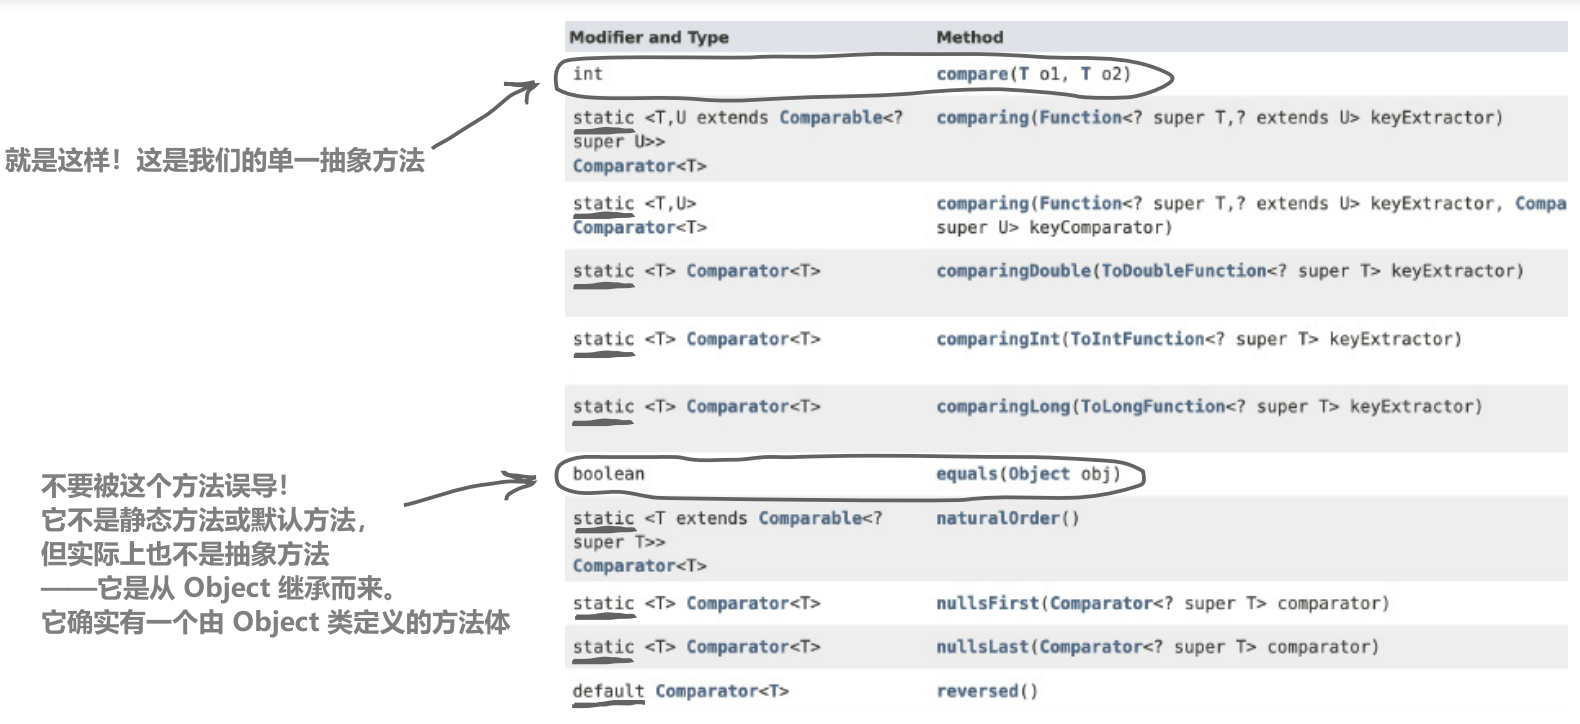 Modifier and Type Method
int compare(T o1, T o2)
static <T,U extends Comparable<? comparing(Function<? super T,? extends U> keyExtractor)
super U>>
Comparator<T>
就是这样！这是我们的单一抽象方法
static <T,U> comparing(Function<? super T,? extends U> keyExtractor, Compa
Comparator<T> super U> keyComparator)
static <T> Comparator<T> comparingDouble(ToDoubleFunction<? super T> keyExtractor)
static <T> Comparator<T> comparingInt(ToIntFunction<? super T> keyExtractor)
static <T> Comparator<T> comparingLong(ToLongFunction<? super T> keyExtractor)
boolean equals(Object obj)
不要被这个方法误导！
它不是静态方法或默认方法，
但实际上也不是抽象方法
——它是从 Object 继承而来。
它确实有一个由 Object 类定义的方法体
static <T extends Comparable<? naturalOrder()
super T>>
Comparator<T>
static <T> Comparator<T> nullsFirst(Comparator<? super T> comparator)
static <T> Comparator<T> nullsLast(Comparator<? super T> comparator)
default Comparator<T> reversed()